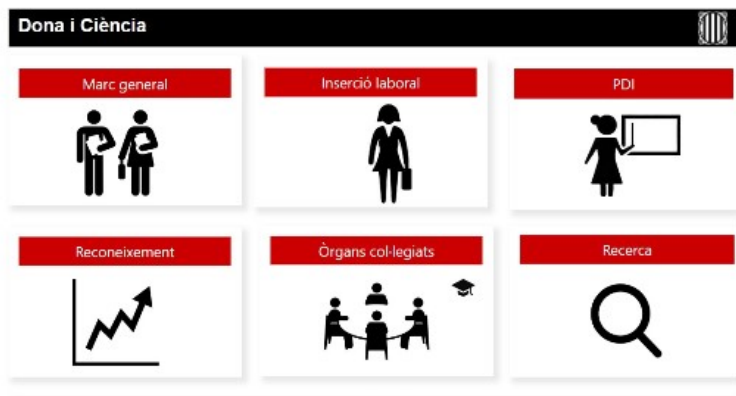 Dona i Ciència
Marc general
Inserció laboral
PDI
Reconeixement
Òrgans col·legiats
Recerca